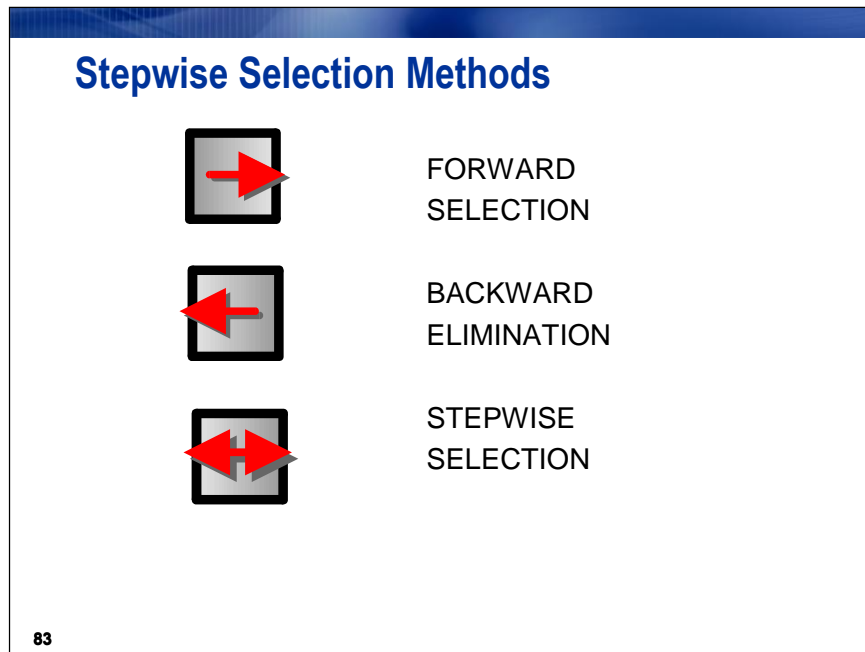 Stepwise Selection Methods
FORWARD
SELECTION
BACKWARD
ELIMINATION
STEPWISE
SELECTION
83